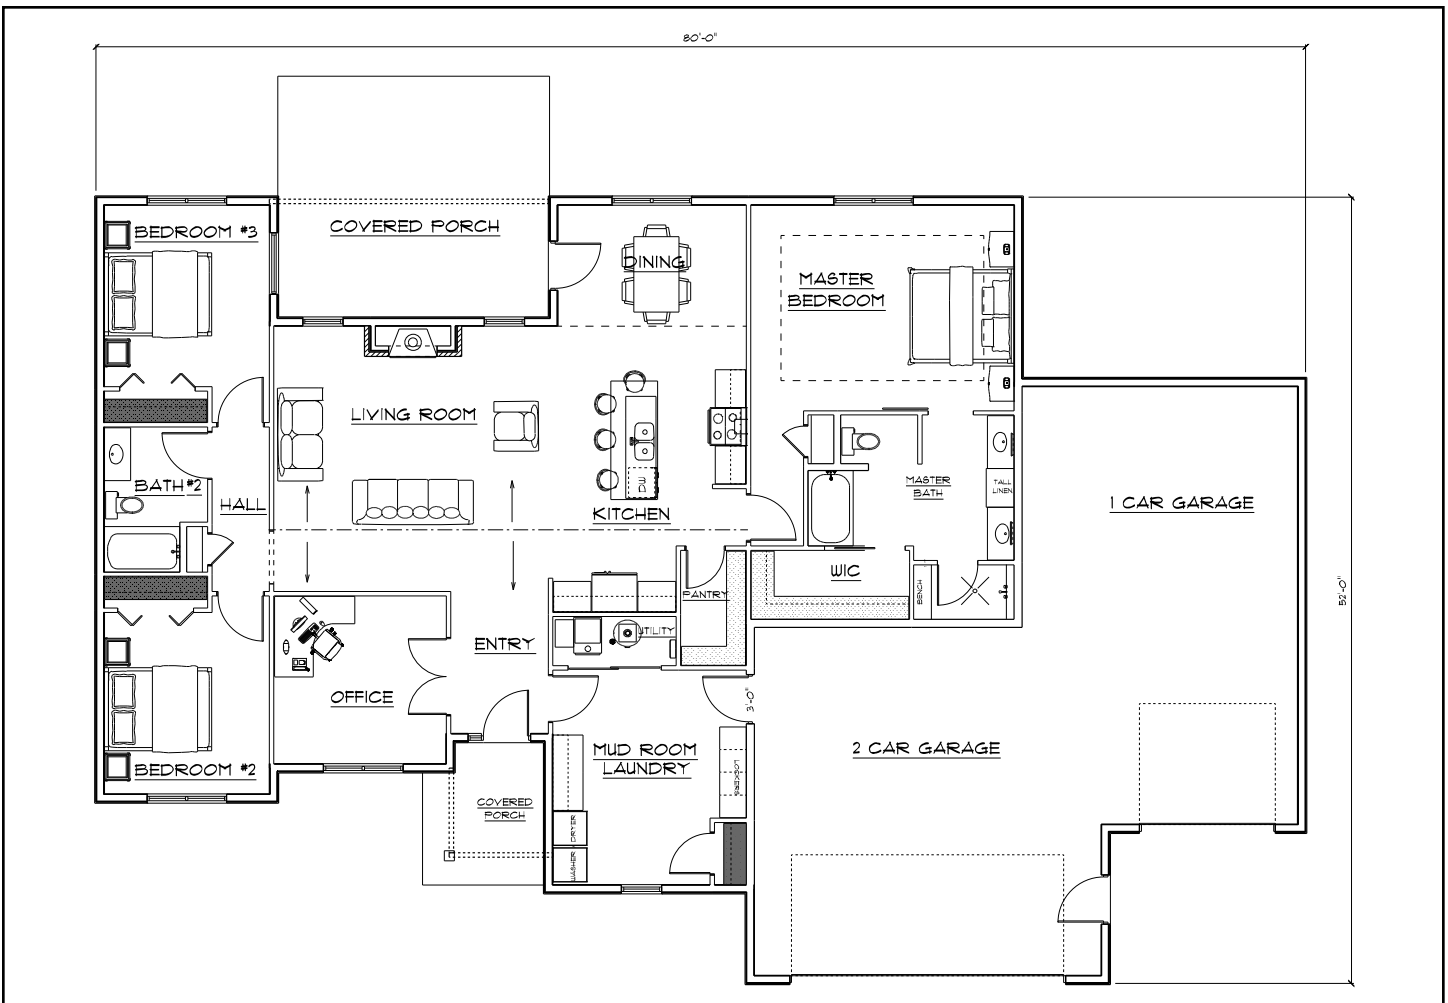 80'-0"
BEDROOM #3
COVERED PORCH
DINING
MASTER
BEDROOM
LIVING ROOM
BATH #2
HALL
KITCHEN
DW
MASTER
BATH
TALL
LINEN
1 CAR GARAGE
WIC
BENCH
PANTRY
52'-0"
ENTRY
UTILITY
OFFICE
3'-0"
MUD ROOM
LAUNDRY
2 CAR GARAGE
LOCKERS
BEDROOM #2
COVERED
PORCH
DRYER
WASHER